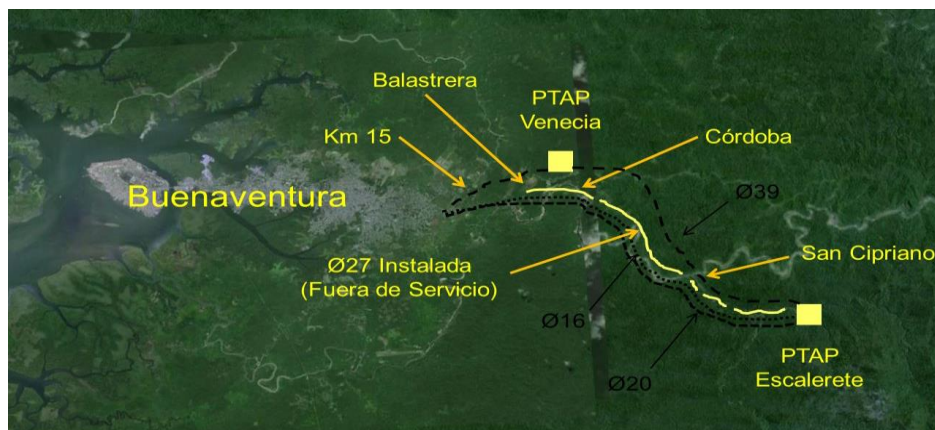 Balastrera
PTAP
Venecia
Km 15
Córdoba
Buenaventura
Ø39
San Cipriano
Ø27 Instalada
(Fuera de Servicio)
Ø16
Ø20
PTAP
Escalerete